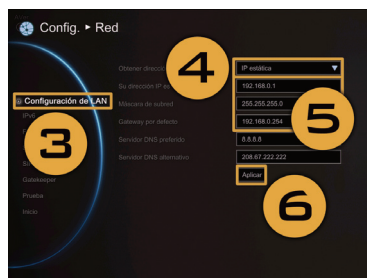 Config. ▸ Red
Obtener direcci
IP estática
Su dirección IP es
192.168.0.1
Configuración de LAN
Máscara de subred
255.255.255.0
IPv6
Gateway por defecto
192.168.0.254
Servidor DNS preferido
8.8.8.8
Servidor DNS alternativo
208.67.222.222
Gatekeeper
Aplicar
Prueba
Inicio
3
4
5
6